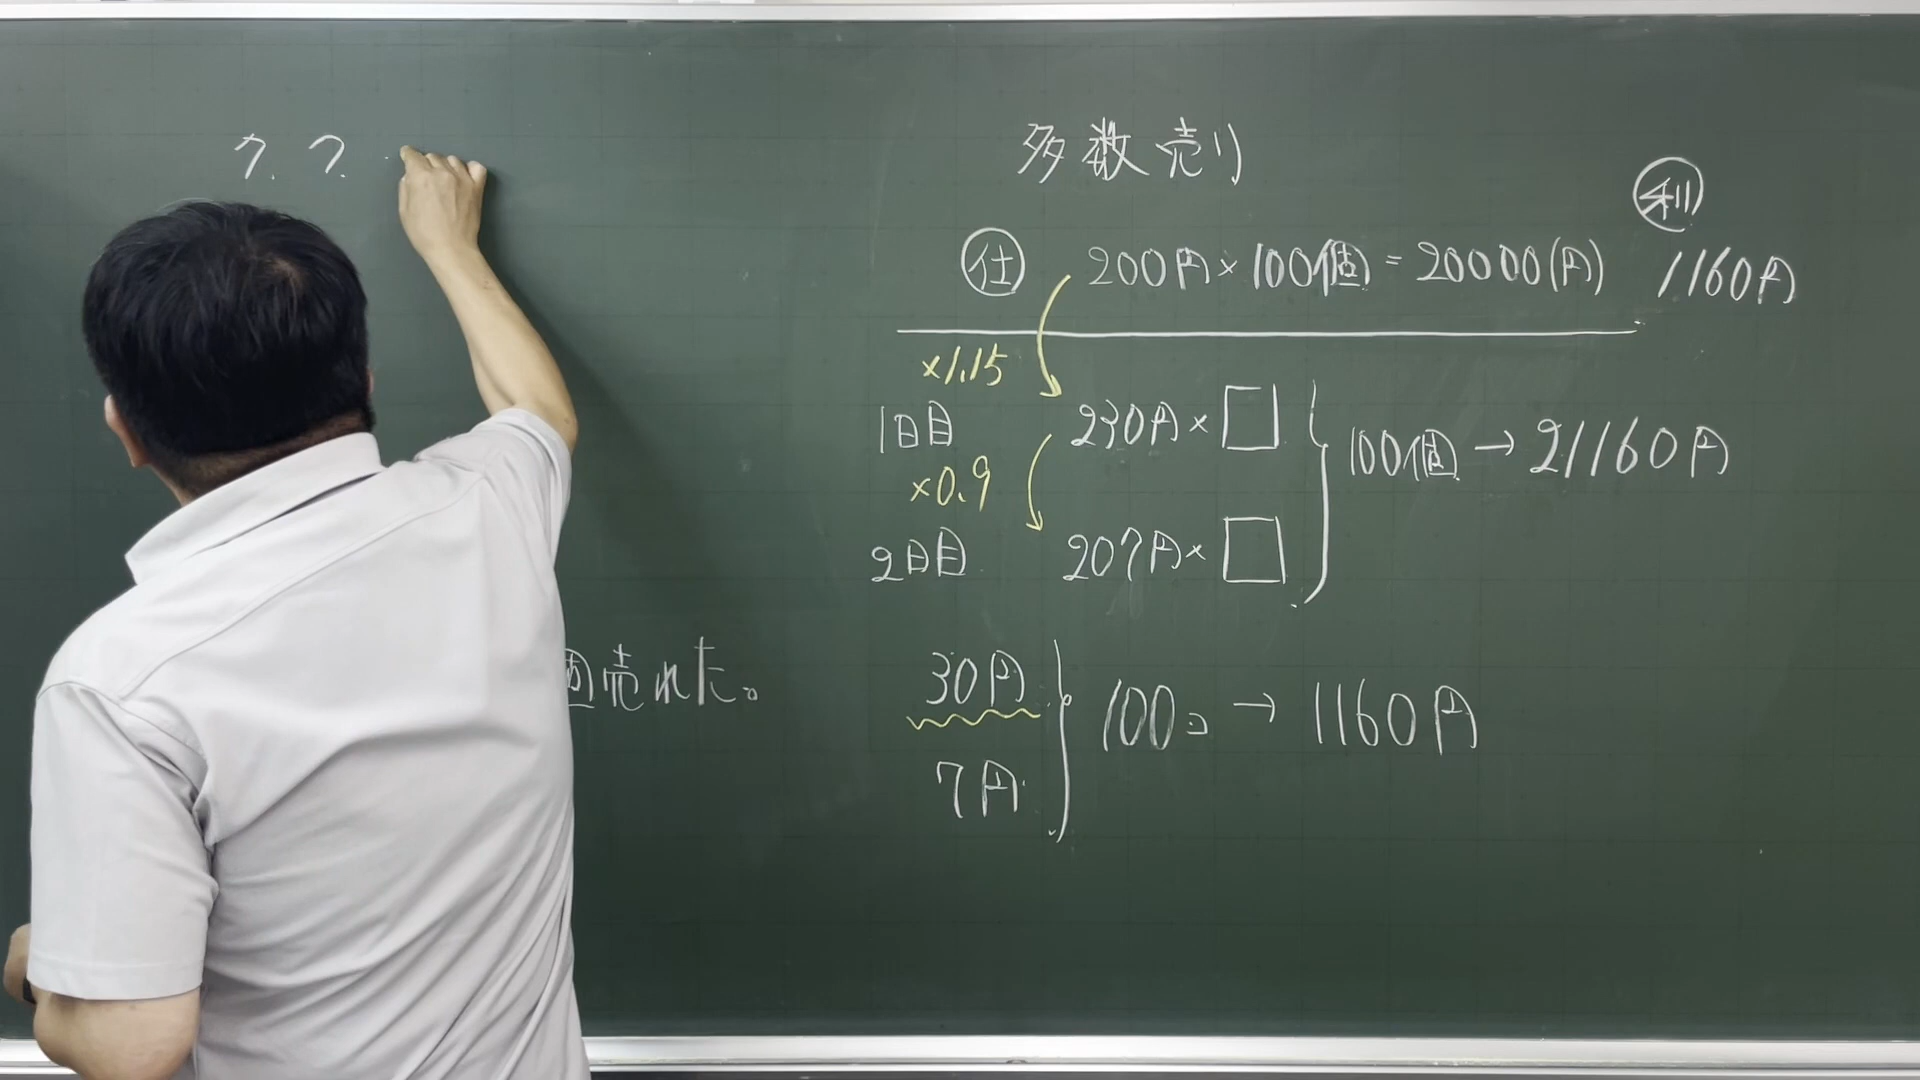 7. 7.
多数売り
利
仕 200円×100個=20000(円) 1160円
×1.15
1日目 230円×□
100個→21160円
×0.9
2日目 207円×□
売れた。
30円
100コ→1160円
7円